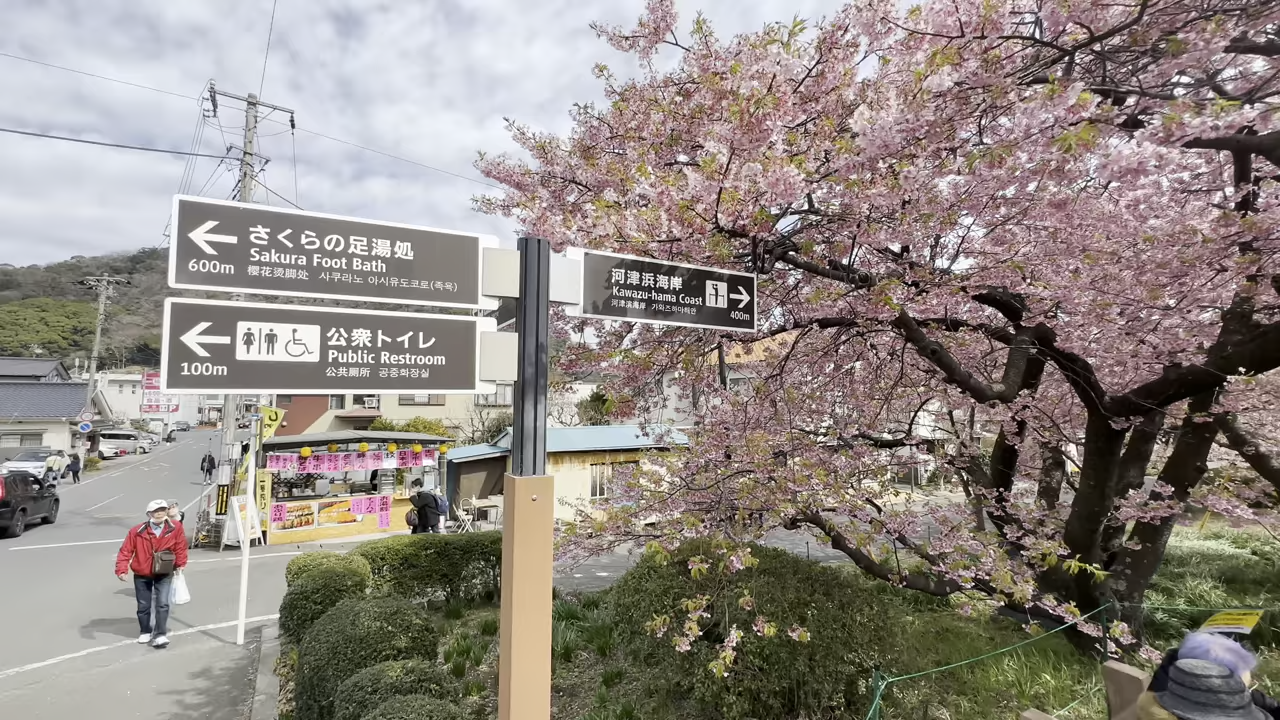 さくらの足湯処
Sakura Foot Bath
600m
櫻花烫脚处 사쿠라노 아시유도코로(족욕)
公衆トイレ
Public Restroom
100m
公共厕所 공중화장실
河津浜海岸
Kawazu-hama Coast
河津滨海岸 가와즈하마해안
400m